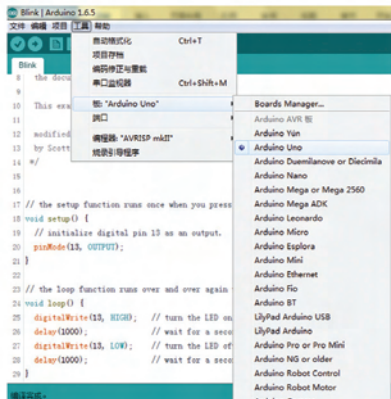 Blink | Arduino 1.6.5
文件 编辑 项目 工具 帮助
自动格式化 Ctrl+T
项目存档
编码修正与重载
串口监视器 Ctrl+Shift+M
板: "Arduino Uno"
端口
编程器: "AVRISP mkII"
烧录引导程序
Boards Manager...
Arduino AVR 板
Arduino Yún
Arduino Uno
Arduino Duemilanove or Diecimila
Arduino Nano
Arduino Mega or Mega 2560
Arduino Mega ADK
Arduino Leonardo
Arduino Micro
Arduino Esplora
Arduino Mini
Arduino Ethernet
Arduino Fio
Arduino BT
LilyPad Arduino USB
LilyPad Arduino
Arduino Pro or Pro Mini
Arduino NG or older
Arduino Robot Control
Arduino Robot Motor
Blink
8 the docu
9
10 This exa
11
12 modified
13 by Scott
14 */
15
16
17 // the setup function runs once when you press
18 void setup() {
19 // initialize digital pin 13 as an output.
20 pinMode(13, OUTPUT);
21 }
22
23 // the loop function runs over and over again
24 void loop() {
25 digitalWrite(13, HIGH); // turn the LED on
26 delay(1000); // wait for a seco
27 digitalWrite(13, LOW); // turn the LED of
28 delay(1000); // wait for a seco
29 }
编译完成。